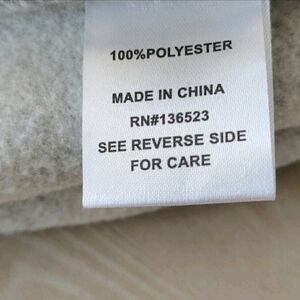 100%POLYESTER
MADE IN CHINA
RN#136523
SEE REVERSE SIDE
FOR CARE